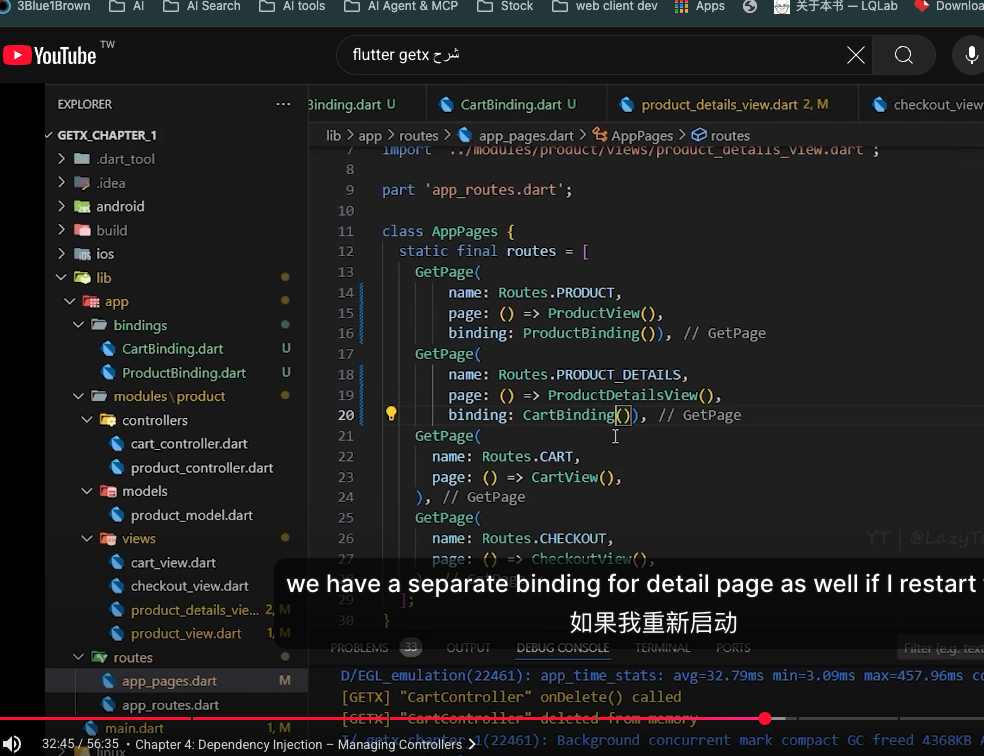 3Blue1Brown AI AI Search AI tools AI Agent & MCP Stock web client dev Apps 关于本书 — LQLab
YouTube TW
flutter getx شرح
EXPLORER
Binding.dart U CartBinding.dart U product_details_view.dart 2, M checkout_view
GETX_CHAPTER_1
lib > app > routes > app_pages.dart > AppPages > routes
.dart_tool
.idea
android
build
ios
lib
app
bindings
CartBinding.dart U
ProductBinding.dart U
modules\product
controllers
cart_controller.dart
product_controller.dart
models
product_model.dart
views
cart_view.dart
checkout_view.dart
product_details_vie... 2, M
product_view.dart 1, M
routes
app_pages.dart M
app_routes.dart
main.dart 1, M
linux
7 import '../modules/product/views/product_details_view.dart';
8
9 part 'app_routes.dart';
10
11 class AppPages {
12 static final routes = [
13 GetPage(
14 name: Routes.PRODUCT,
15 page: () => ProductView(),
16 binding: ProductBinding()), // GetPage
17 GetPage(
18 name: Routes.PRODUCT_DETAILS,
19 page: () => ProductDetailsView(),
20 binding: CartBinding()), // GetPage
21 GetPage(
22 name: Routes.CART,
23 page: () => CartView(),
24 ), // GetPage
25 GetPage(
26 name: Routes.CHECKOUT,
27 page: () => CheckoutView(),
29 ];
30 }
YT | @LazyT
we have a separate binding for detail page as well if I restart
如果我重新启动
PROBLEMS 33 OUTPUT DEBUG CONSOLE TERMINAL PORTS Filter (e.g. text
D/EGL_emulation(22461): app_time_stats: avg=32.79ms min=3.09ms max=457.96ms
[GETX] "CartController" onDelete() called
[GETX] "CartController" deleted from memory
I/.getx_chapter_1(22461): Background concurrent mark compact GC freed 4368KB
32:45 / 56:35 • Chapter 4: Dependency Injection – Managing Controllers >